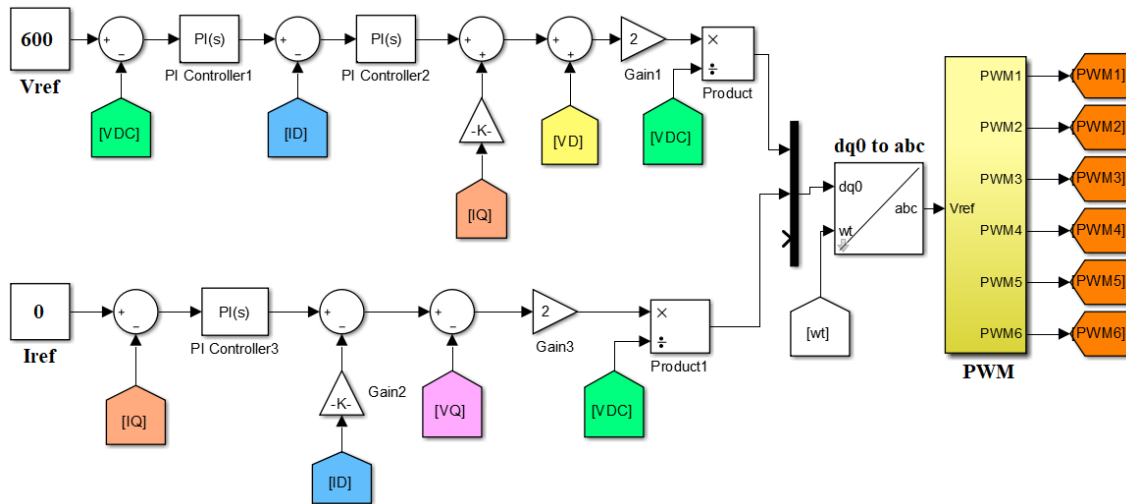 600
Vref
+
−
PI(s)
PI Controller1
+
−
PI(s)
PI Controller2
+
+
+
+
2
Gain1
×
÷
Product
[VDC]
[ID]
-K-
[IQ]
[VD]
[VDC]
dq0 to abc
dq0
wt
abc
[wt]
Vref
PWM1
PWM2
PWM3
PWM4
PWM5
PWM6
PWM
[PWM1]
[PWM2]
[PWM3]
[PWM4]
[PWM5]
[PWM6]
0
Iref
+
−
PI(s)
PI Controller3
+
−
+
−
2
Gain3
×
÷
Product1
[IQ]
-K-
Gain2
[ID]
[VQ]
[VDC]